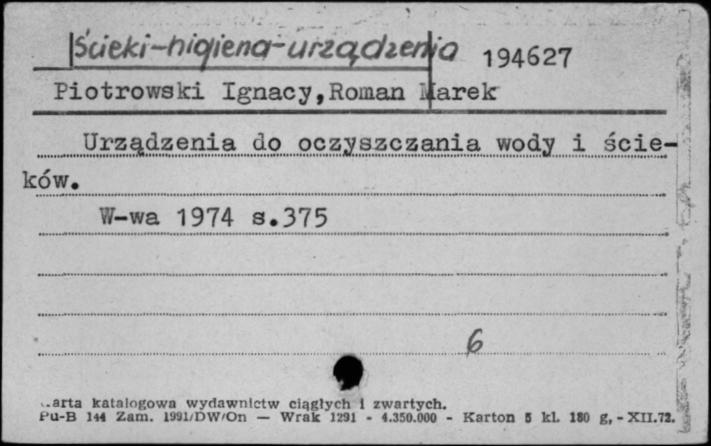 Ścieki-higiena-urządzenia 194627
Piotrowski Ignacy,Roman Marek
Urządzenia do oczyszczania wody i ście-
ków.
W-wa 1974 s.375
6
Karta katalogowa wydawnictw ciągłych i zwartych.
Pu-B 144 Zam. 1991/DW/On — Wrak 1291 - 4.350.000 - Karton 5 kl. 180 g, - XII.72.